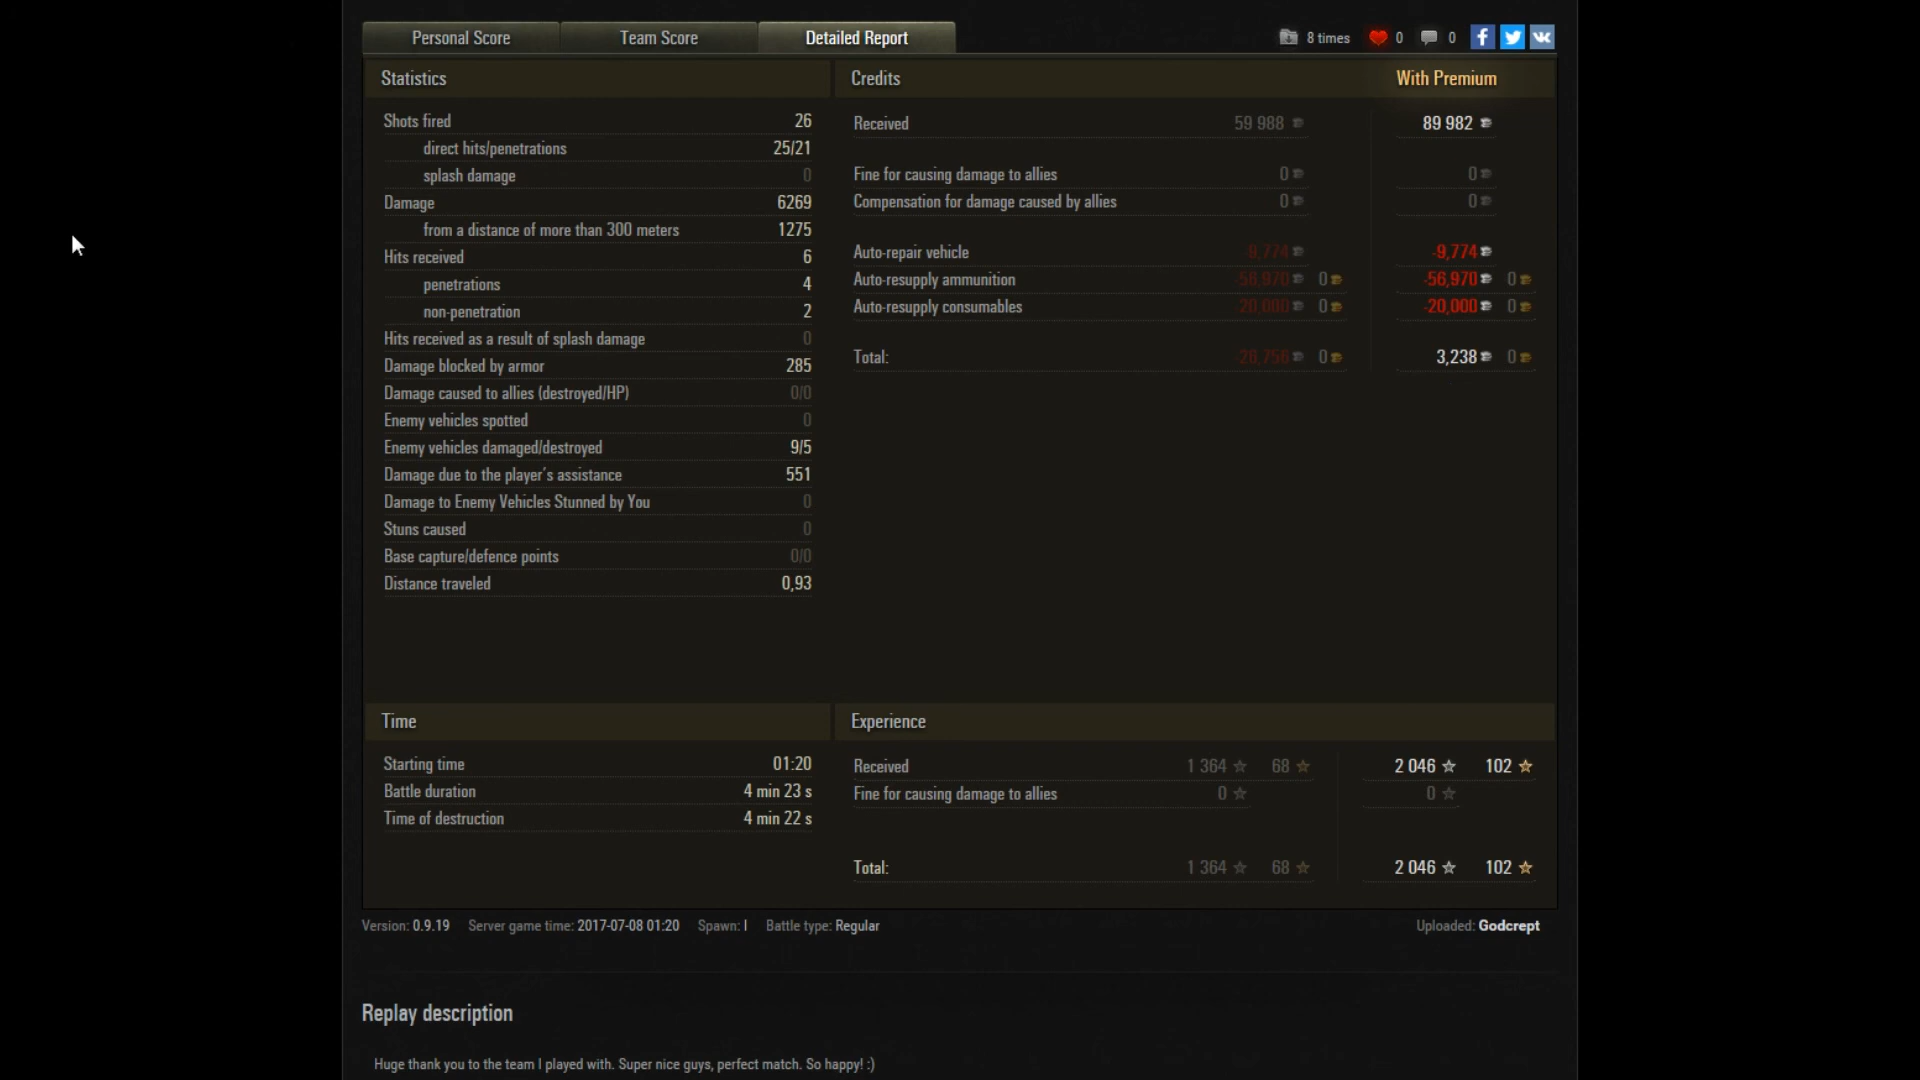 Personal Score Team Score Detailed Report 8 times 0 0
Statistics
Shots fired 26
direct hits/penetrations 25/21
splash damage 0
Damage 6269
from a distance of more than 300 meters 1275
Hits received 6
penetrations 4
non-penetration 2
Hits received as a result of splash damage 0
Damage blocked by armor 285
Damage caused to allies (destroyed/HP) 0/0
Enemy vehicles spotted 0
Enemy vehicles damaged/destroyed 9/5
Damage due to the player's assistance 551
Damage to Enemy Vehicles Stunned by You 0
Stuns caused 0
Base capture/defence points 0/0
Distance traveled 0,93
Credits With Premium
Received 59 988 89 982
Fine for causing damage to allies 0 0
Compensation for damage caused by allies 0 0
Auto-repair vehicle -9,774 -9,774
Auto-resupply ammunition -56,970 0 -56,970 0
Auto-resupply consumables -20,000 0 -20,000 0
Total: -26,756 0 3,238 0
Time
Starting time 01:20
Battle duration 4 min 23 s
Time of destruction 4 min 22 s
Experience
Received 1 364 68 2 046 102
Fine for causing damage to allies 0 0
Total: 1 364 68 2 046 102
Version: 0.9.19 Server game time: 2017-07-08 01:20 Spawn: I Battle type: Regular Uploaded: Godcrept
Replay description
Huge thank you to the team I played with. Super nice guys, perfect match. So happy! :)